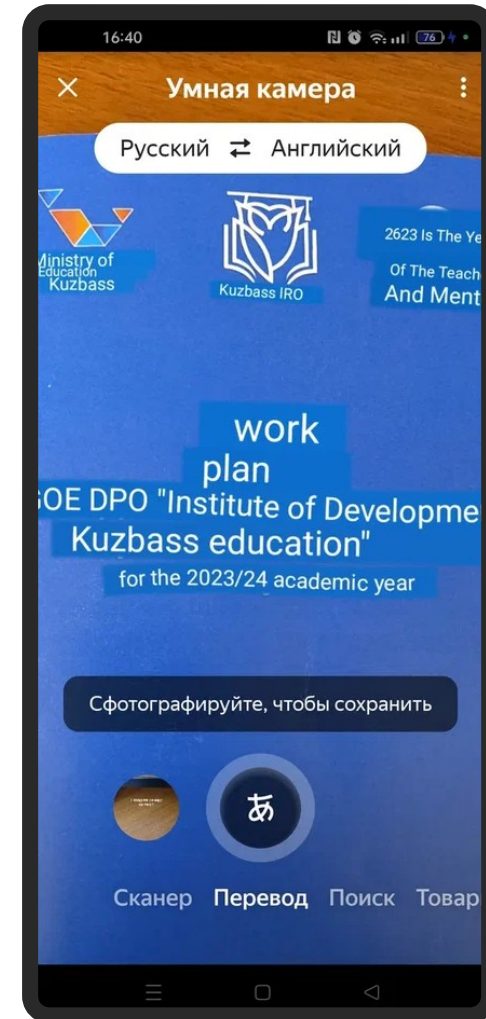 16:40
76
Умная камера
Русский ⇄ Английский
Ministry of
Education
Kuzbass
Kuzbass IRO
2623 Is The Ye
Of The Teach
And Ment
work
plan
GOE DPO "Institute of Developme
Kuzbass education"
for the 2023/24 academic year
Сфотографируйте, чтобы сохранить
あ
Сканер Перевод Поиск Товар